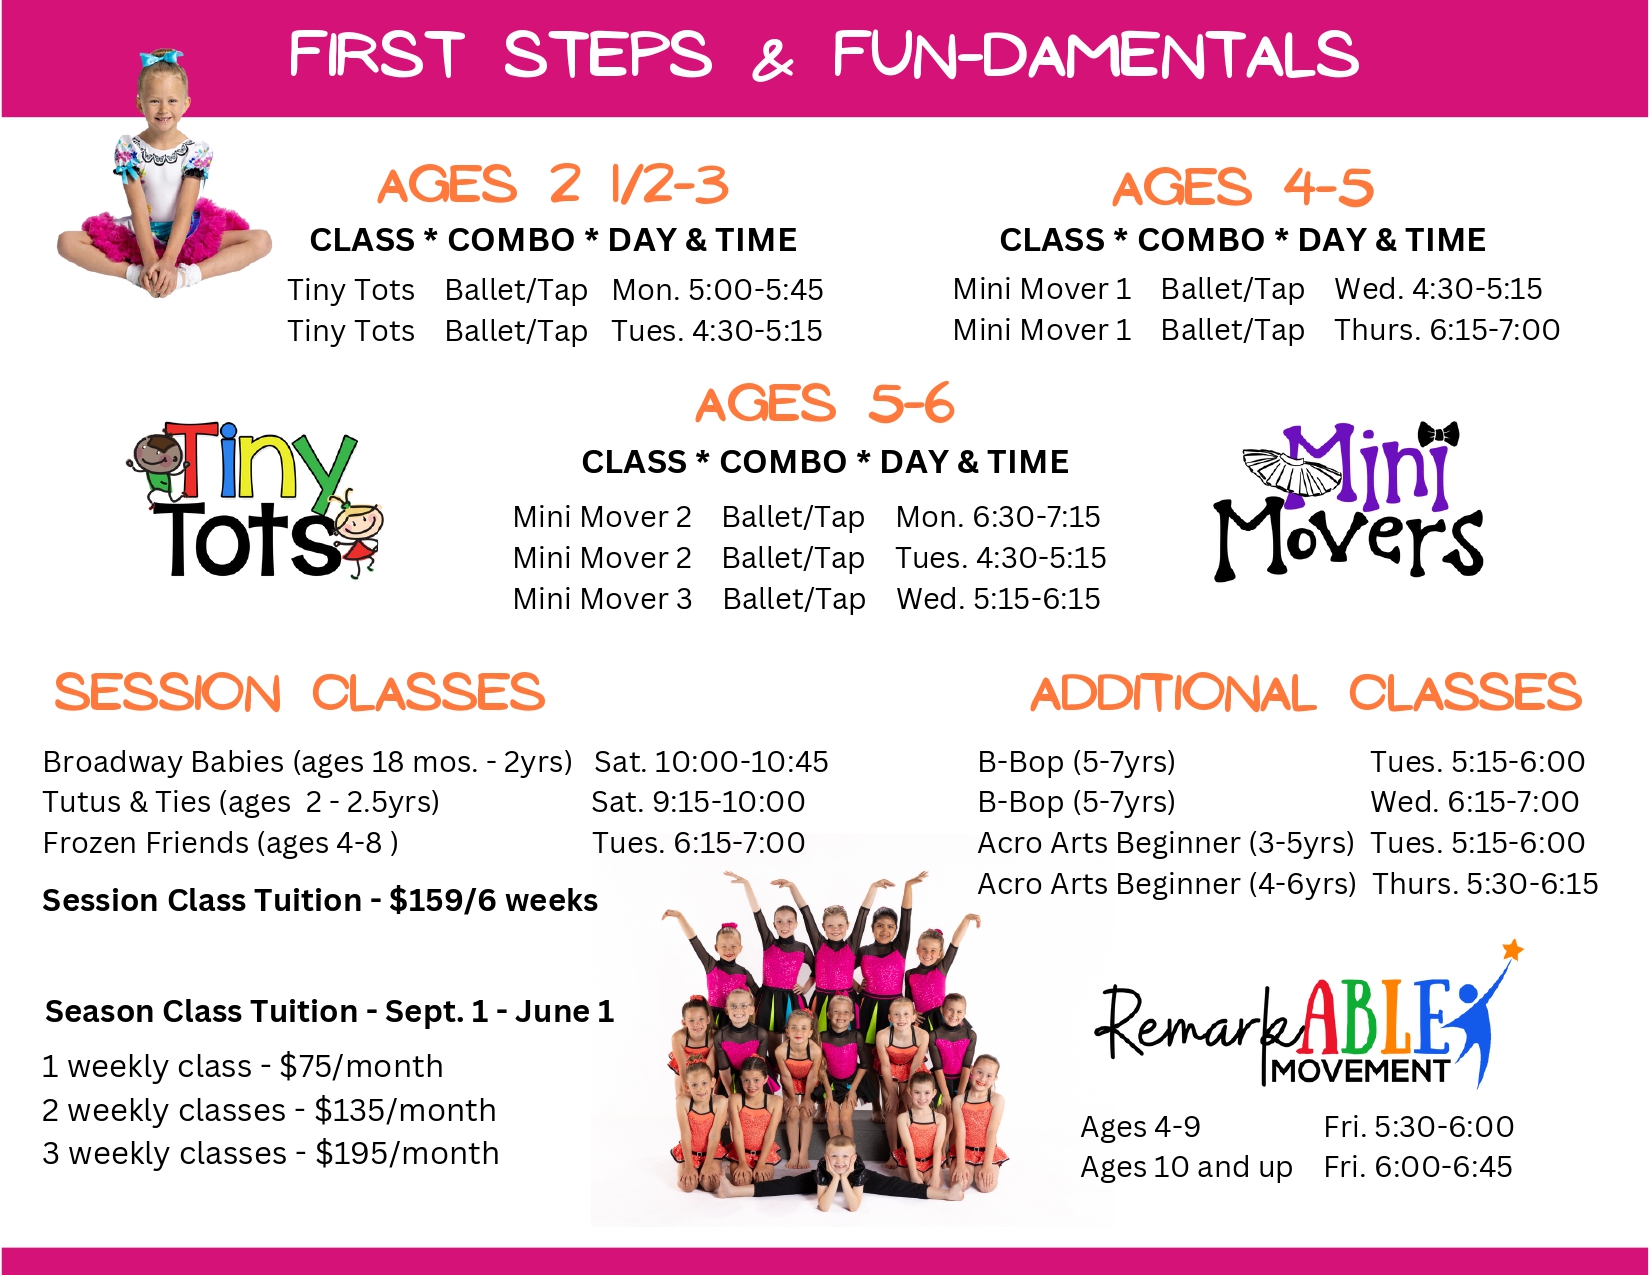 FIRST STEPS & FUN-DAMENTALS
AGES 2 1/2-3
CLASS * COMBO * DAY & TIME
Tiny Tots Ballet/Tap Mon. 5:00-5:45
Tiny Tots Ballet/Tap Tues. 4:30-5:15
AGES 4-5
CLASS * COMBO * DAY & TIME
Mini Mover 1 Ballet/Tap Wed. 4:30-5:15
Mini Mover 1 Ballet/Tap Thurs. 6:15-7:00
Tiny
Tots
AGES 5-6
CLASS * COMBO * DAY & TIME
Mini Mover 2 Ballet/Tap Mon. 6:30-7:15
Mini Mover 2 Ballet/Tap Tues. 4:30-5:15
Mini Mover 3 Ballet/Tap Wed. 5:15-6:15
Mini
Movers
SESSION CLASSES
Broadway Babies (ages 18 mos. - 2yrs) Sat. 10:00-10:45
Tutus & Ties (ages 2 - 2.5yrs) Sat. 9:15-10:00
Frozen Friends (ages 4-8 ) Tues. 6:15-7:00
Session Class Tuition - $159/6 weeks
Season Class Tuition - Sept. 1 - June 1
1 weekly class - $75/month
2 weekly classes - $135/month
3 weekly classes - $195/month
ADDITIONAL CLASSES
B-Bop (5-7yrs) Tues. 5:15-6:00
B-Bop (5-7yrs) Wed. 6:15-7:00
Acro Arts Beginner (3-5yrs) Tues. 5:15-6:00
Acro Arts Beginner (4-6yrs) Thurs. 5:30-6:15
RemarkABLE
MOVEMENT
Ages 4-9 Fri. 5:30-6:00
Ages 10 and up Fri. 6:00-6:45